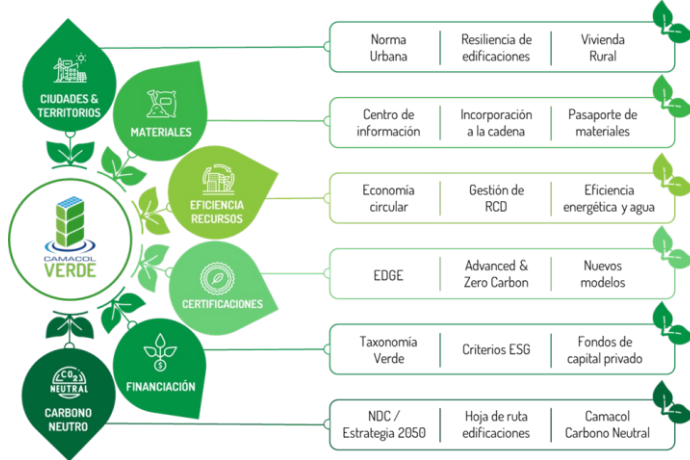 CIUDADES &
TERRITORIOS
Norma
Urbana
Resiliencia de
edificaciones
Vivienda
Rural
MATERIALES
Centro de
información
Incorporación
a la cadena
Pasaporte de
materiales
EFICIENCIA
RECURSOS
Economía
circular
Gestión de
RCD
Eficiencia
energética y agua
CAMACOL
VERDE
CERTIFICACIONES
EDGE
Advanced &
Zero Carbon
Nuevos
modelos
FINANCIACIÓN
Taxonomía
Verde
Criterios ESG
Fondos de
capital privado
CO2
NEUTRAL
CARBONO
NEUTRO
NDC /
Estrategia 2050
Hoja de ruta
edificaciones
Camacol
Carbono Neutral